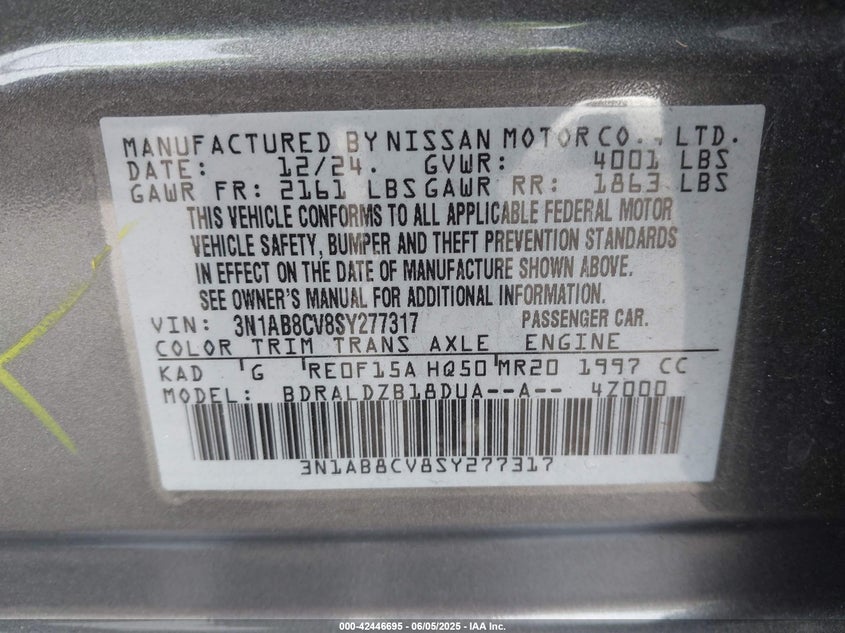 MANUFACTURED BY NISSAN MOTOR CO., LTD.
DATE: 12/24. GVWR: 4001 LBS
GAWR FR: 2161 LBS GAWR RR: 1863 LBS
THIS VEHICLE CONFORMS TO ALL APPLICABLE FEDERAL MOTOR
VEHICLE SAFETY, BUMPER AND THEFT PREVENTION STANDARDS
IN EFFECT ON THE DATE OF MANUFACTURE SHOWN ABOVE.
SEE OWNER'S MANUAL FOR ADDITIONAL INFORMATION.
VIN: 3N1AB8CV8SY277317 PASSENGER CAR.
COLOR TRIM TRANS AXLE ENGINE
KAD G RE0F15A HQ50 MR20 1997 CC
MODEL: BDRALDZB18DUA--A-- 4Z000
3N1AB8CV8SY277317
000-42446695 - 06/05/2025 - IAA Inc.